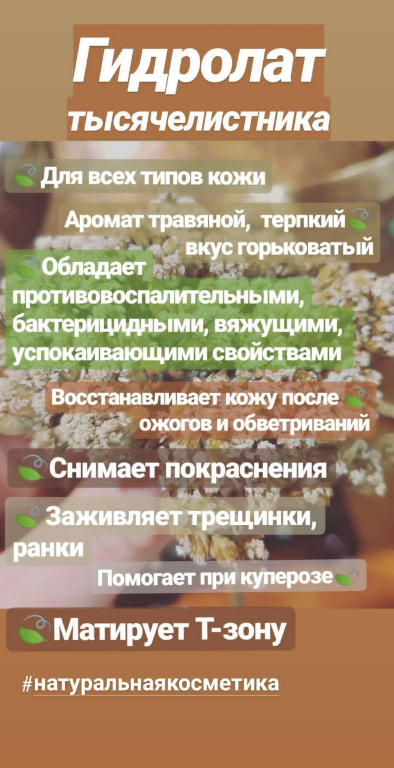 Гидролат
тысячелистника
Для всех типов кожи
Аромат травяной, терпкий
вкус горьковатый
Обладает
противовоспалительными,
бактерицидными, вяжущими,
успокаивающими свойствами
Восстанавливает кожу после
ожогов и обветриваний
Снимает покраснения
Заживляет трещинки,
ранки
Помогает при куперозе
Матирует Т-зону
#натуральнаякосметика